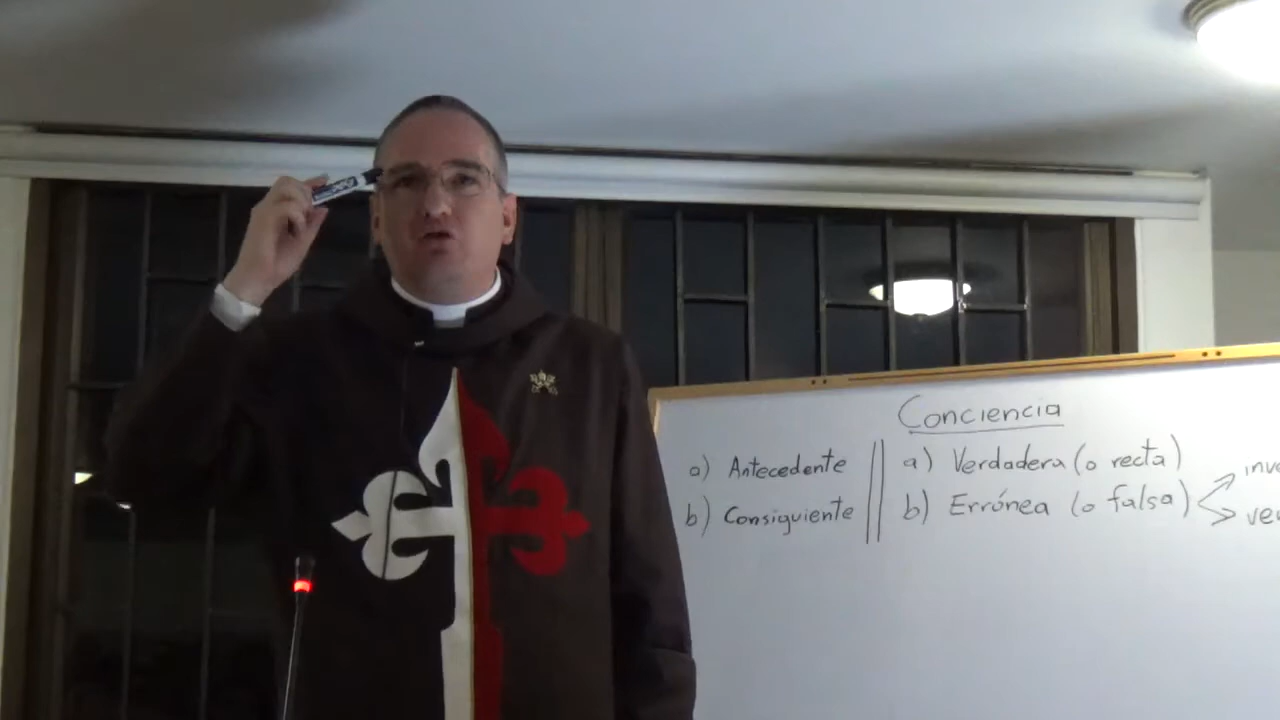 Conciencia
a) Antecedente
b) Consiguiente
a) Verdadera (o recta)
b) Errónea (o falsa)